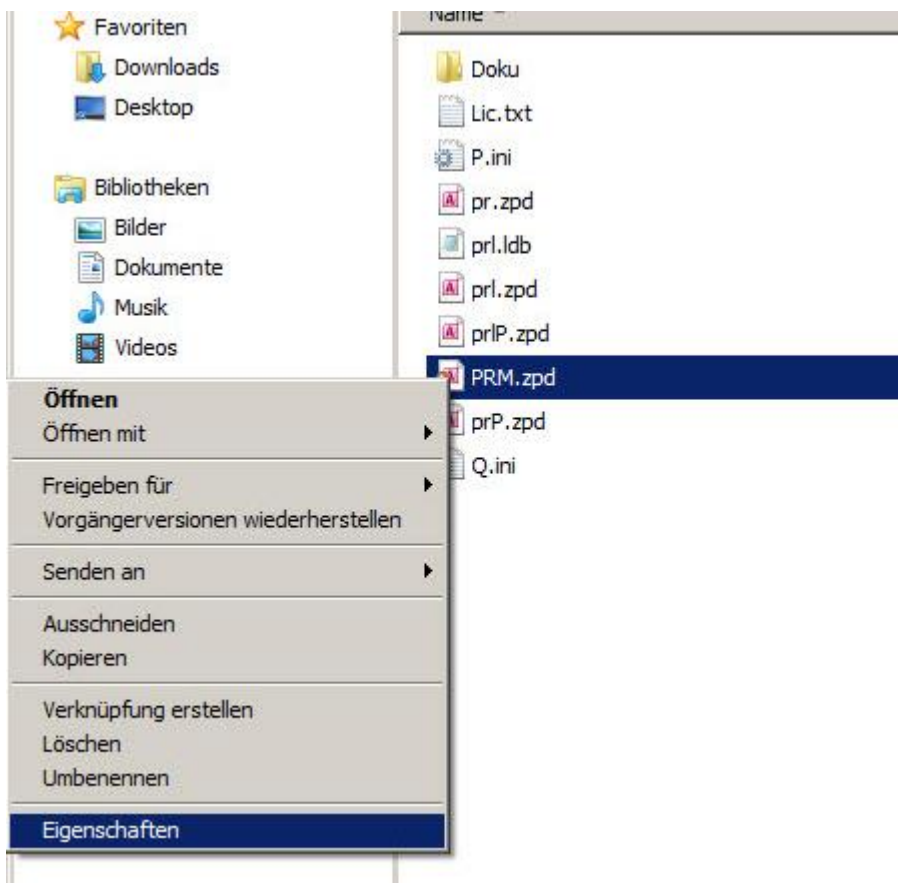 Favoriten
Downloads
Desktop
Bibliotheken
Bilder
Dokumente
Musik
Videos
Name
Doku
Lic.txt
P.ini
pr.zpd
prl.ldb
prl.zpd
prlP.zpd
PRM.zpd
prP.zpd
Q.ini
Öffnen
Öffnen mit
Freigeben für
Vorgängerversionen wiederherstellen
Senden an
Ausschneiden
Kopieren
Verknüpfung erstellen
Löschen
Umbenennen
Eigenschaften